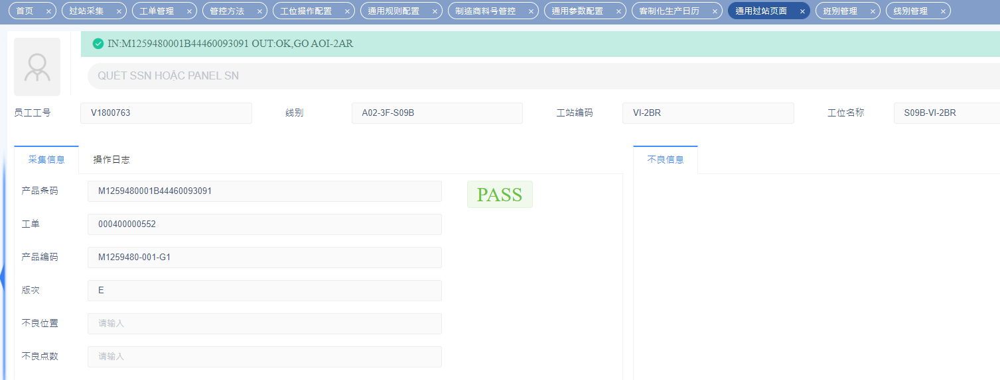 首页 × 过站采集 × 工单管理 × 管控方法 × 工位操作配置 × 通用规则配置 × 制造商料号管控 × 通用参数配置 × 客制化生产日历 × 通用过站页面 × 班别管理 × 线别管理 ×
IN:M1259480001B44460093091 OUT:OK,GO AOI-2AR
QUÉT SSN HOẶC PANEL SN
员工工号 V1800763 线别 A02-3F-S09B 工站编码 VI-2BR 工位名称 S09B-VI-2BR
采集信息 操作日志 不良信息
产品条码 M1259480001B44460093091 PASS
工单 000400000552
产品编码 M1259480-001-G1
版次 E
不良位置 请输入
不良点数 请输入